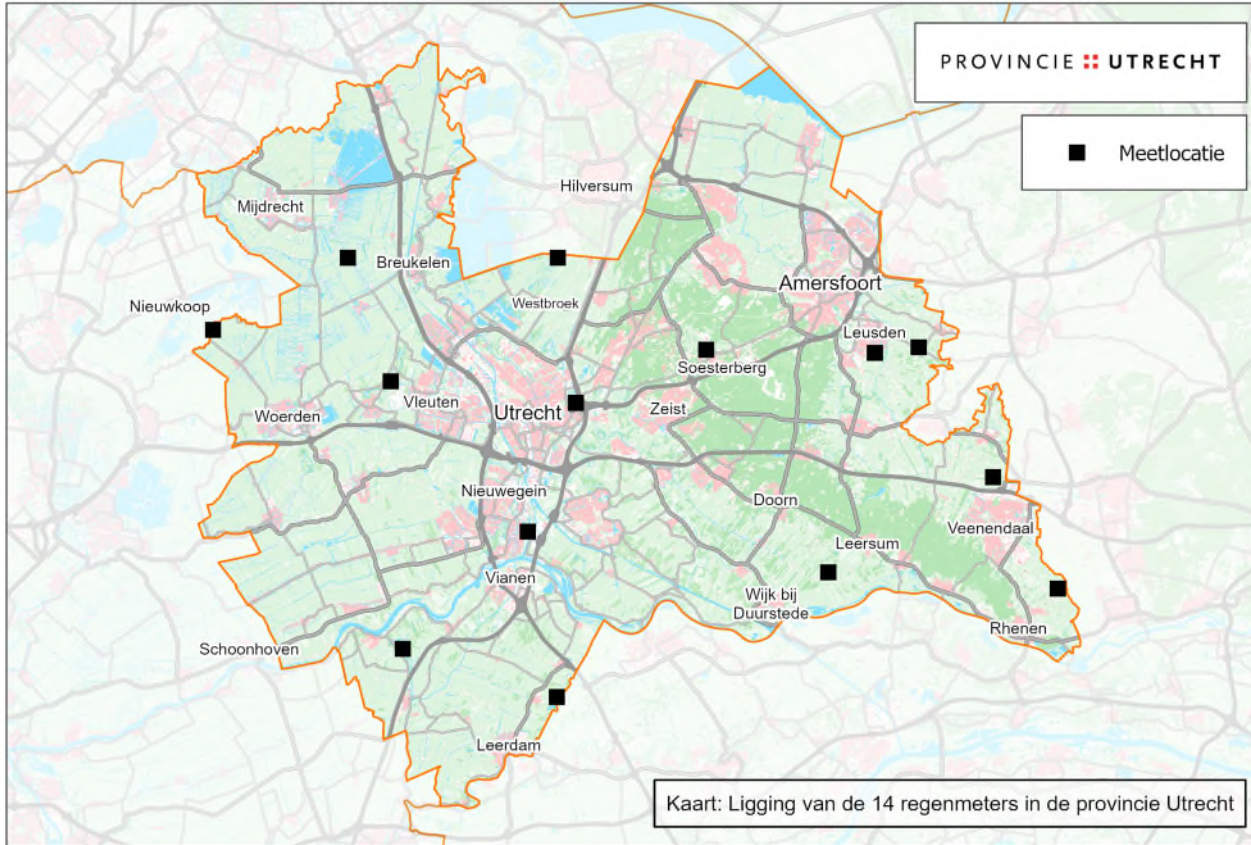 PROVINCIE UTRECHT
Meetlocatie
Hilversum
Mijdrecht
Breukelen
Amersfoort
Nieuwkoop
Westbroek
Leusden
Soesterberg
Vleuten
Woerden
Utrecht
Zeist
Nieuwegein
Doorn
Veenendaal
Leersum
Vianen
Wijk bij
Duurstede
Rhenen
Schoonhoven
Leerdam
Kaart: Ligging van de 14 regenmeters in de provincie Utrecht